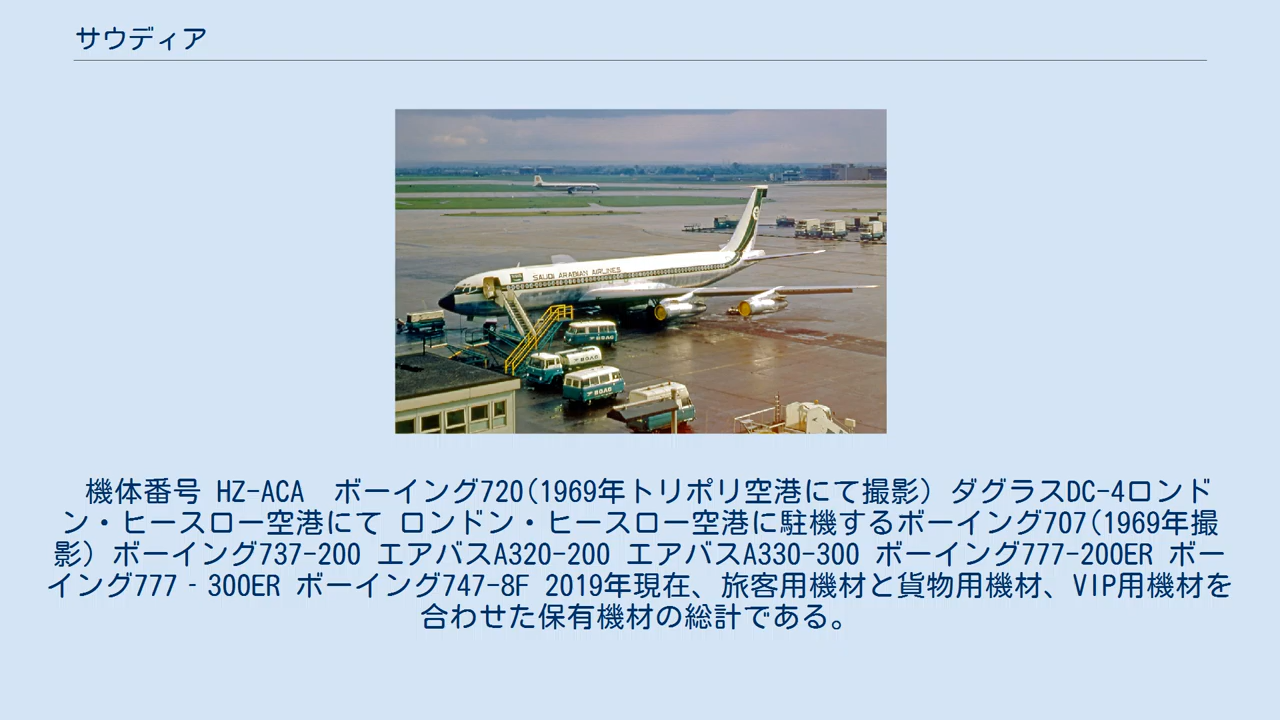 サウディア
SAUDI ARABIAN AIRLINES
BOAC
BOAC
BOAC
機体番号 HZ-ACA　ボーイング720(1969年トリポリ空港にて撮影) ダグラスDC-4ロンド
ン・ヒースロー空港にて ロンドン・ヒースロー空港に駐機するボーイング707(1969年撮
影) ボーイング737-200 エアバスA320-200 エアバスA330-300 ボーイング777-200ER ボー
イング777‐300ER ボーイング747-8F 2019年現在、旅客用機材と貨物用機材、VIP用機材を
合わせた保有機材の総計である。